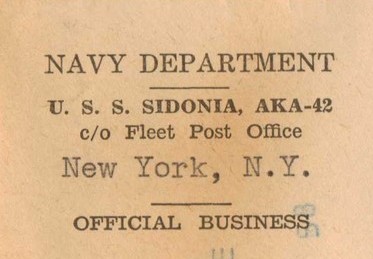 NAVY DEPARTMENT
U. S. S. SIDONIA, AKA-42
c/o Fleet Post Office
New York, N.Y.
OFFICIAL BUSINESS